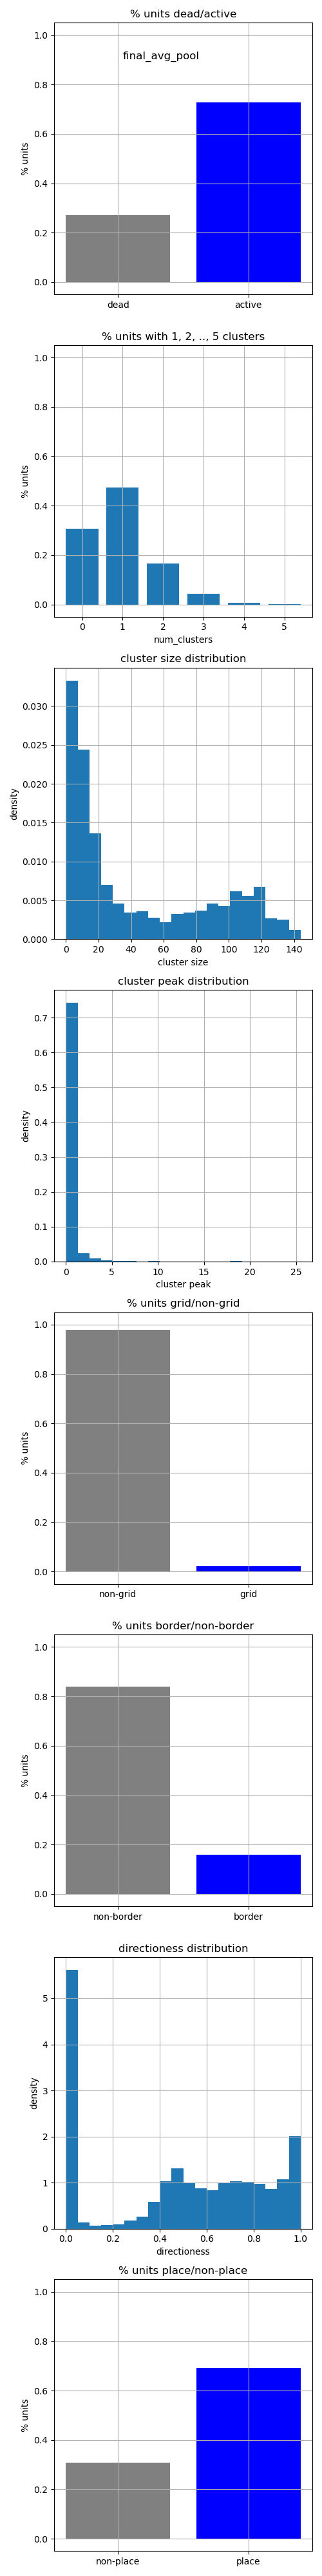 % units dead/active
1.0
final_avg_pool
0.8
0.6
% units
0.4
0.2
0.0
dead active
% units with 1, 2, .., 5 clusters
1.0
0.8
0.6
% units
0.4
0.2
0.0
0 1 2 3 4 5
num_clusters
cluster size distribution
0.030
0.025
0.020
density
0.015
0.010
0.005
0.000
0 20 40 60 80 100 120 140
cluster size
cluster peak distribution
0.7
0.6
0.5
0.4
density
0.3
0.2
0.1
0.0
0 5 10 15 20 25
cluster peak
% units grid/non-grid
1.0
0.8
0.6
% units
0.4
0.2
0.0
non-grid grid
% units border/non-border
1.0
0.8
0.6
% units
0.4
0.2
0.0
non-border border
directioness distribution
5
4
3
density
2
1
0
0.0 0.2 0.4 0.6 0.8 1.0
directioness
% units place/non-place
1.0
0.8
0.6
% units
0.4
0.2
0.0
non-place place